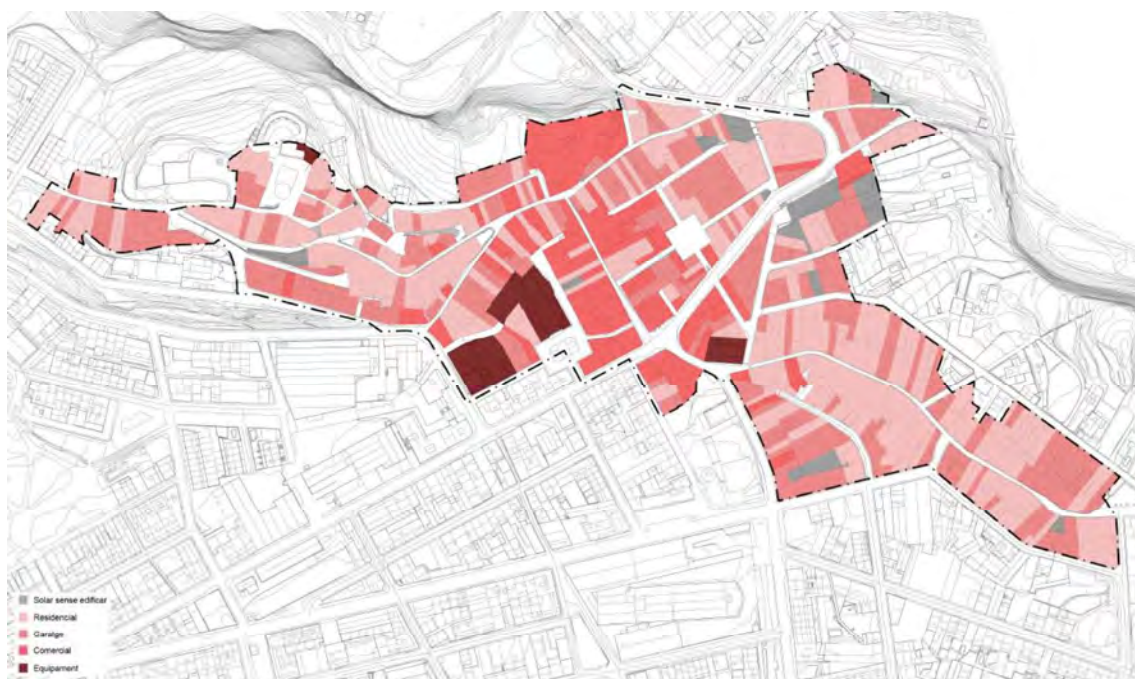 Solar sense edificar
Residencial
Garatge
Comercial
Equipament